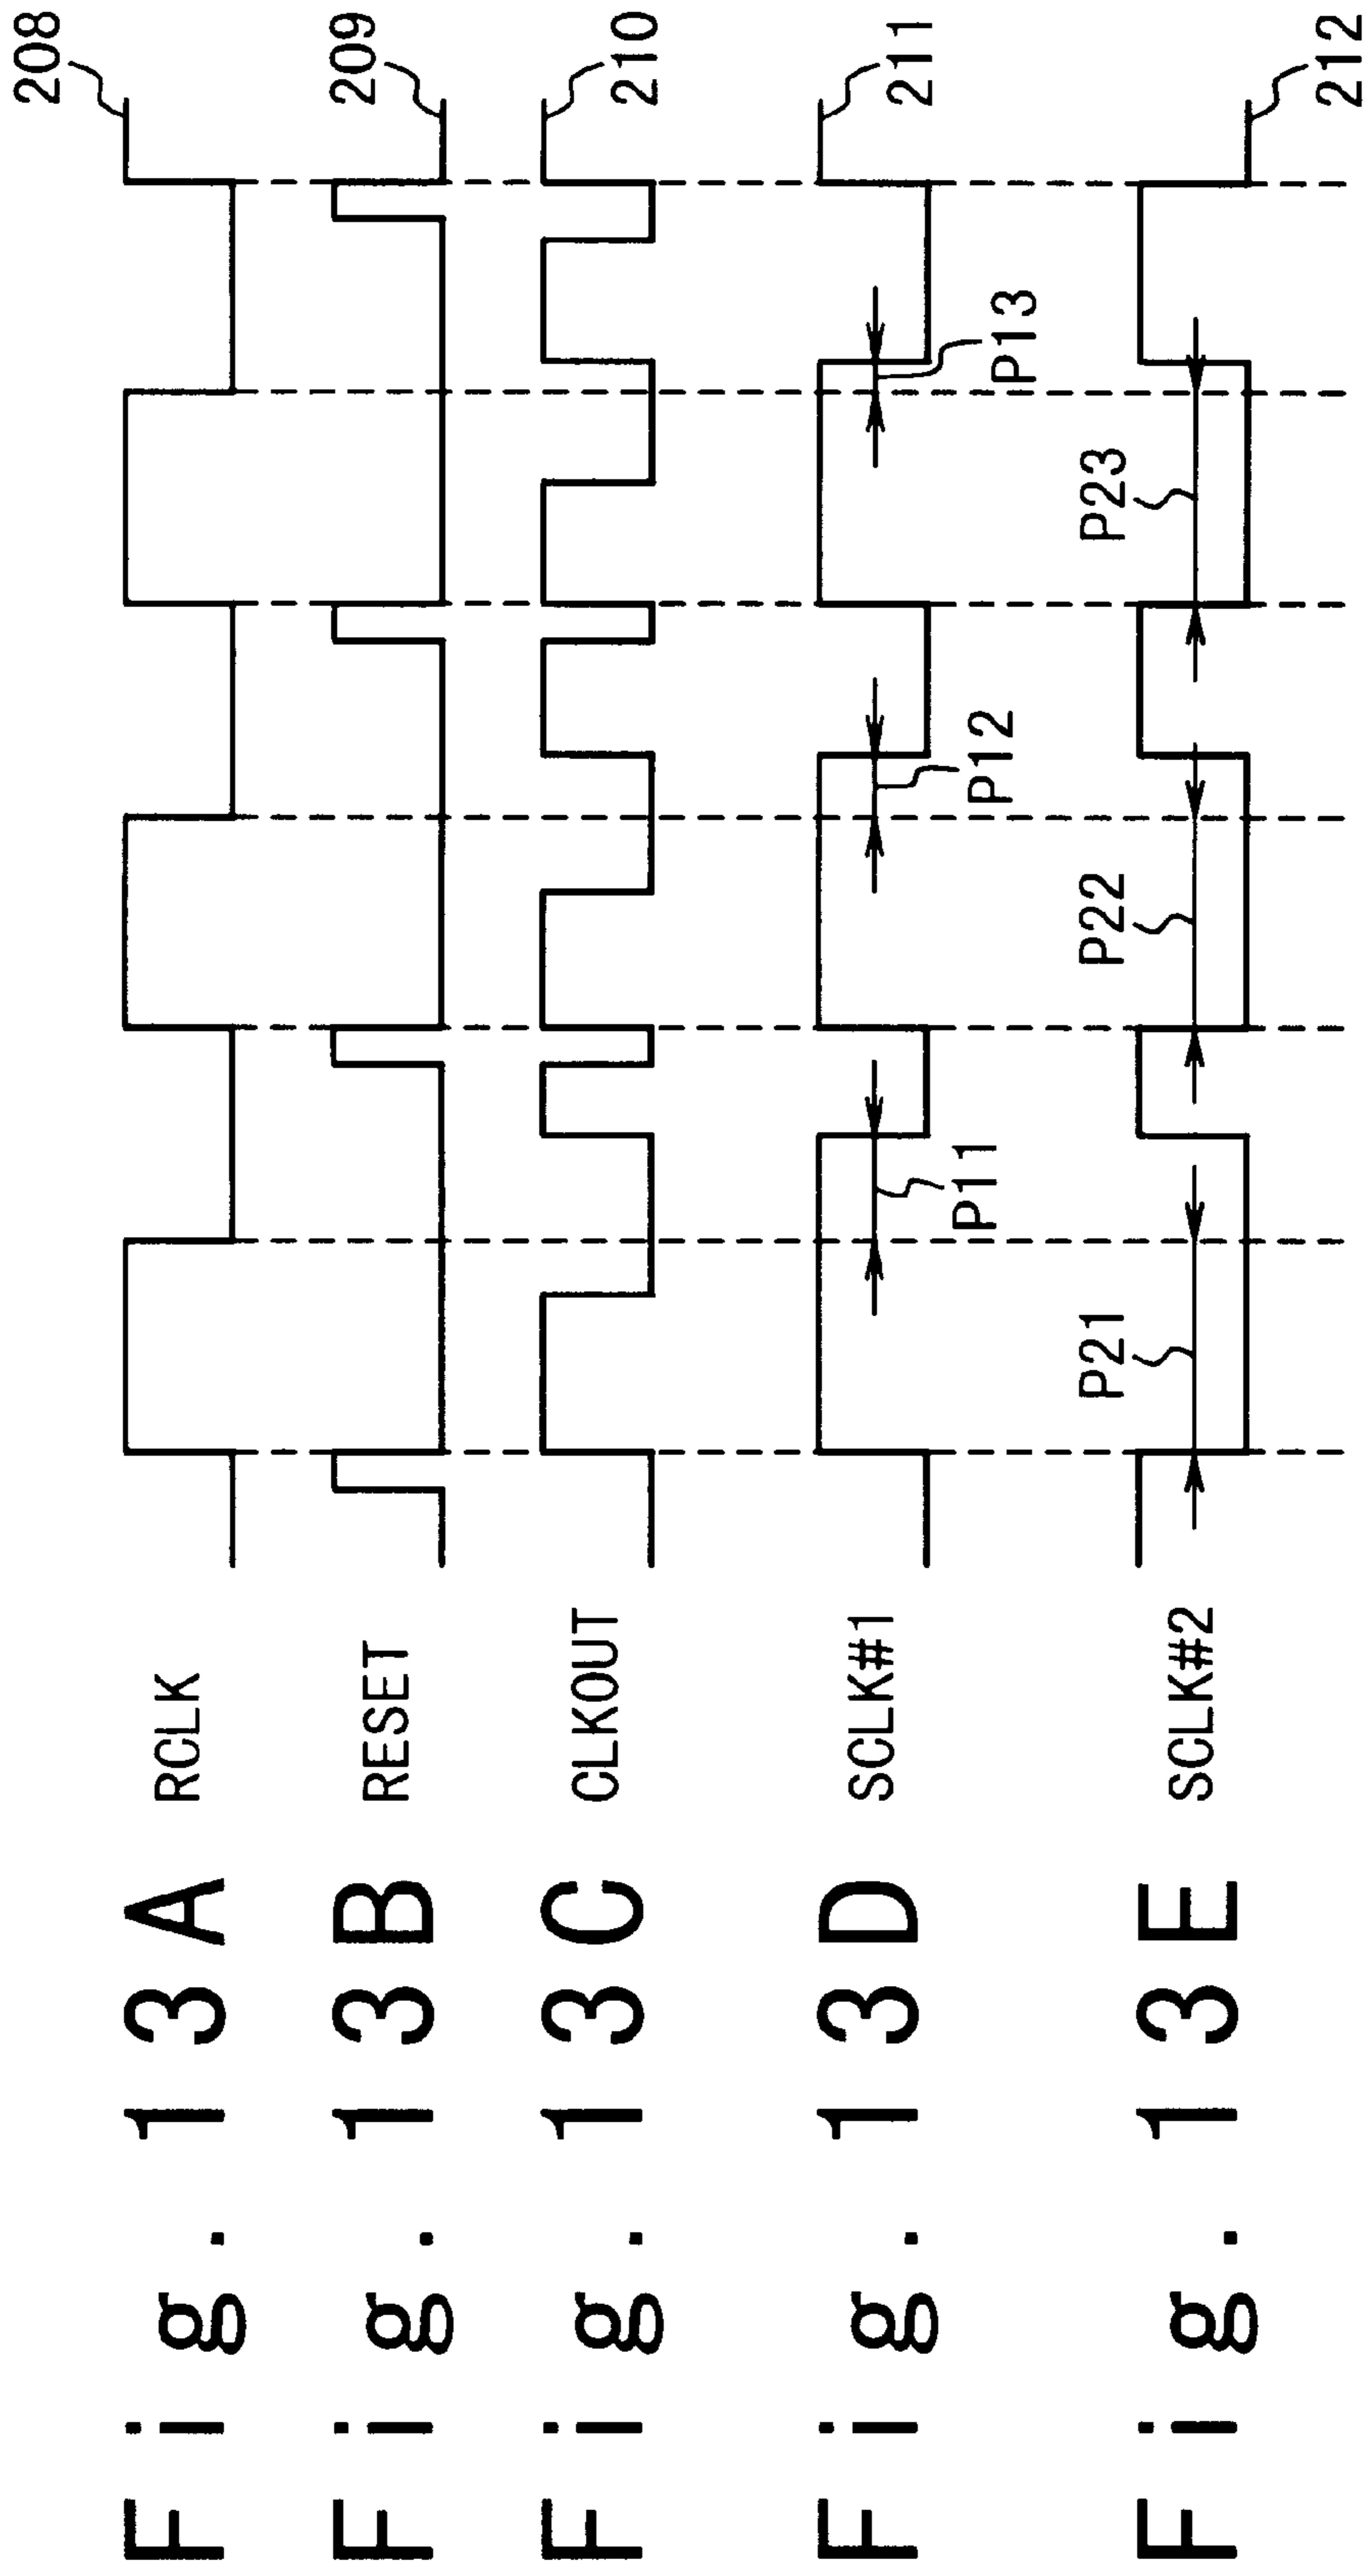 Fig. 13A RCLK 208
Fig. 13B RESET 209
Fig. 13C CLKOUT 210
Fig. 13D SCLK#1 211
P11 P12 P13
Fig. 13E SCLK#2 212
P21 P22 P23